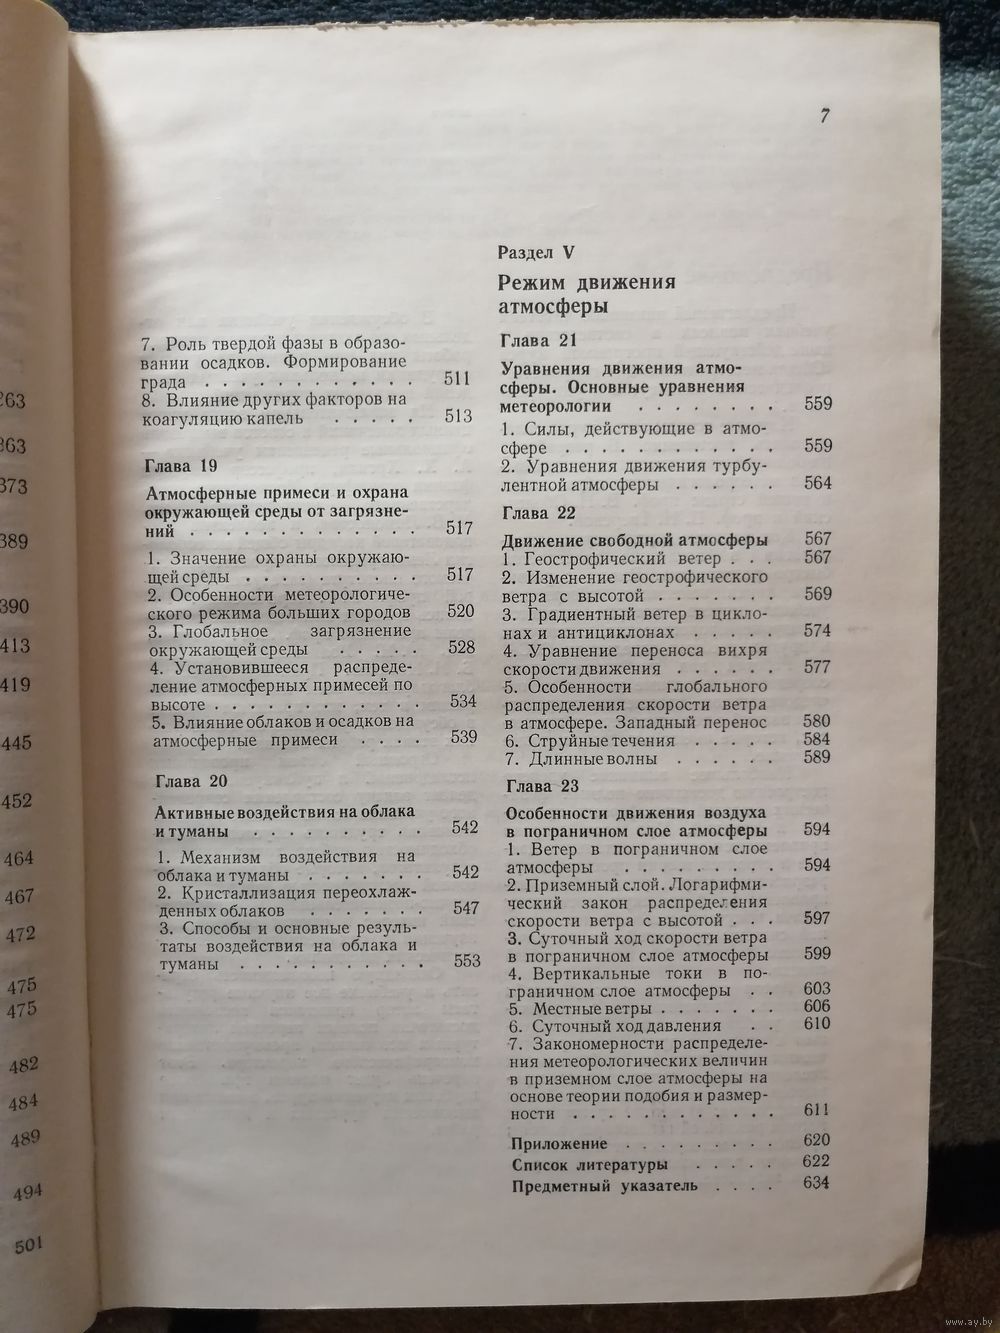 263
263
373
389
390
413
419
445
452
464
467
472
475
475
482
484
489
494
501
7
7. Роль твердой фазы в образо-
вании осадков. Формирование
града . . . . . . . . . . . . 511
8. Влияние других факторов на
коагуляцию капель . . . . . 513
Глава 19
Атмосферные примеси и охрана
окружающей среды от загрязне-
ний . . . . . . . . . . . . . 517
1. Значение охраны окружаю-
щей среды . . . . . . . . . . 517
2. Особенности метеорологиче-
ского режима больших городов 520
3. Глобальное загрязнение
окружающей среды . . . . . 528
4. Установившееся распреде-
ление атмосферных примесей по
высоте . . . . . . . . . . . . 534
5. Влияние облаков и осадков на
атмосферные примеси . . . . 539
Глава 20
Активные воздействия на облака
и туманы . . . . . . . . . . 542
1. Механизм воздействия на
облака и туманы . . . . . . . 542
2. Кристаллизация переохлаж-
денных облаков . . . . . . . 547
3. Способы и основные резуль-
таты воздействия на облака и
туманы . . . . . . . . . . . 553
Раздел V
Режим движения
атмосферы
Глава 21
Уравнения движения атмо-
сферы. Основные уравнения
метеорологии . . . . . . . . 559
1. Силы, действующие в атмо-
сфере . . . . . . . . . . . . 559
2. Уравнения движения турбу-
лентной атмосферы . . . . . . 564
Глава 22
Движение свободной атмосферы 567
1. Геострофический ветер . . . 567
2. Изменение геострофического
ветра с высотой . . . . . . . 569
3. Градиентный ветер в цикло-
нах и антициклонах . . . . . 574
4. Уравнение переноса вихря
скорости движения . . . . . . 577
5. Особенности глобального
распределения скорости ветра
в атмосфере. Западный перенос 580
6. Струйные течения . . . . . 584
7. Длинные волны . . . . . . 589
Глава 23
Особенности движения воздуха
в пограничном слое атмосферы 594
1. Ветер в пограничном слое
атмосферы . . . . . . . . . 594
2. Приземный слой. Логарифми-
ческий закон распределения
скорости ветра с высотой . . . 597
3. Суточный ход скорости ветра
в пограничном слое атмосферы 599
4. Вертикальные токи в по-
граничном слое атмосферы . . 603
5. Местные ветры . . . . . . . 606
6. Суточный ход давления . . 610
7. Закономерности распределе-
ния метеорологических величин
в приземном слое атмосферы на
основе теории подобия и размер-
ности . . . . . . . . . . . . 611
Приложение . . . . . . . . . 620
Список литературы . . . . . 622
Предметный указатель . . . . 634
www.ay.by